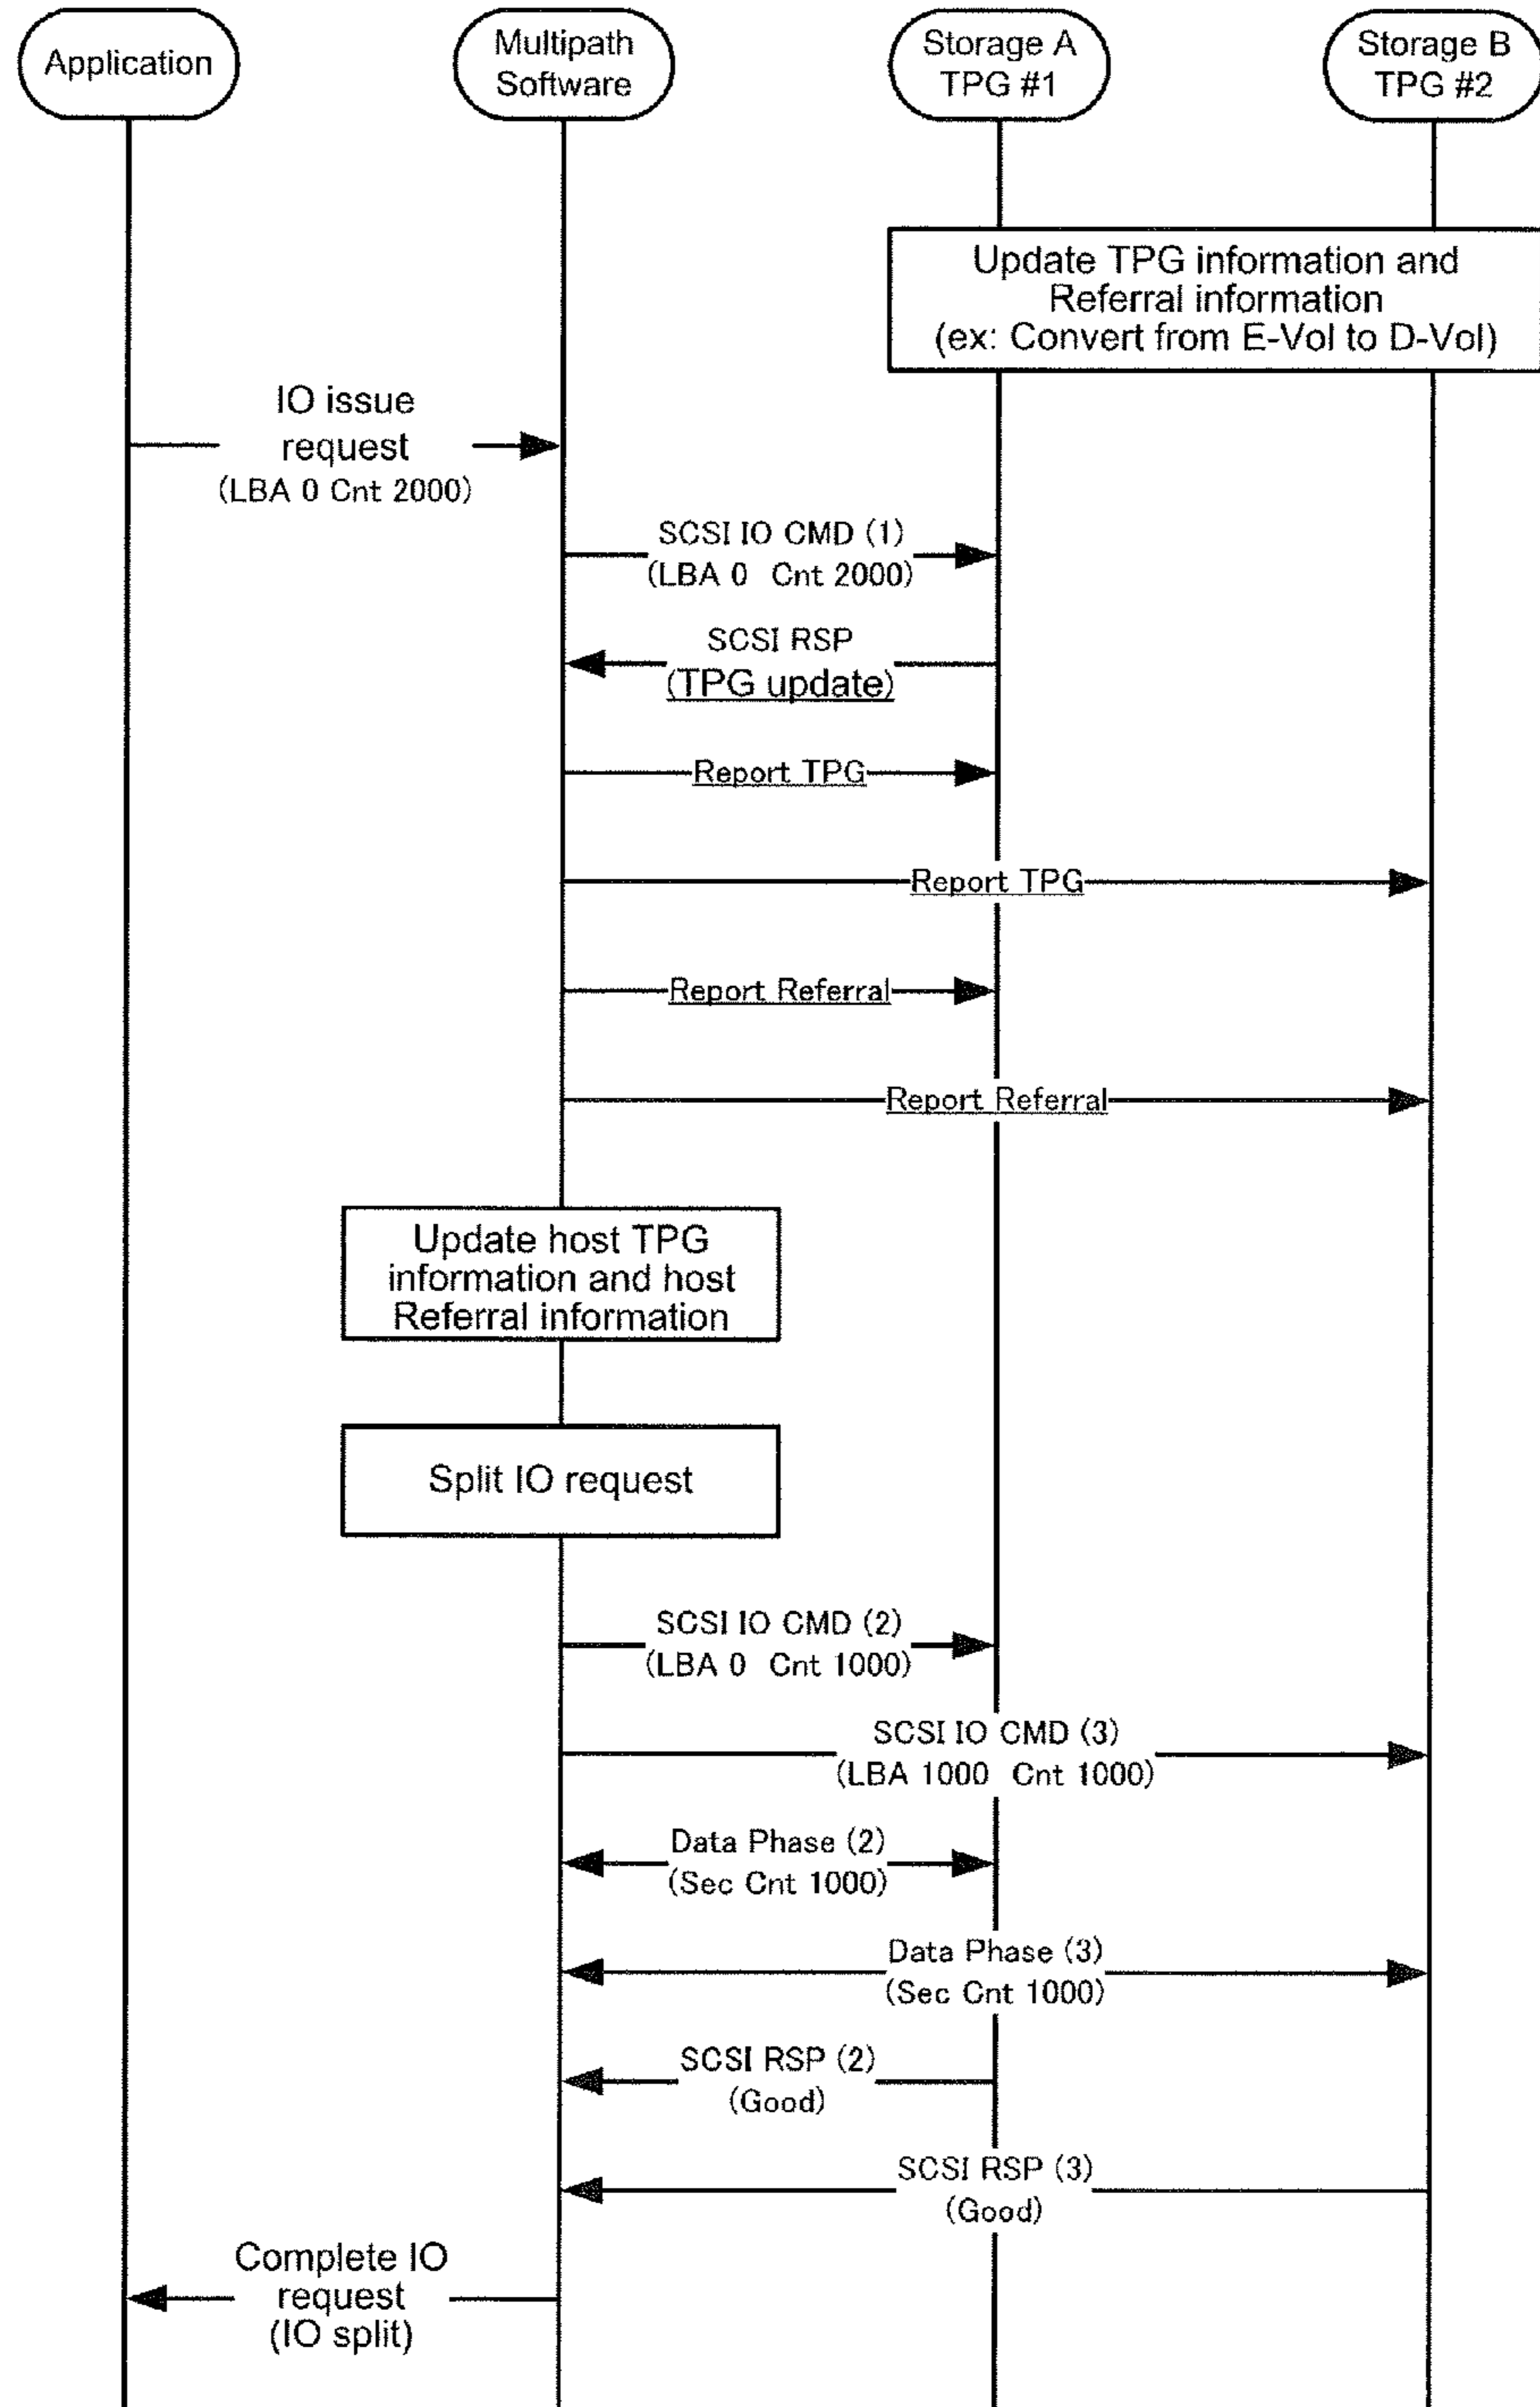 Application
Multipath
Software
Storage A
TPG #1
Storage B
TPG #2
Update TPG information and
Referral information
(ex: Convert from E-Vol to D-Vol)
IO issue
request
(LBA 0 Cnt 2000)
SCSI IO CMD (1)
(LBA 0 Cnt 2000)
SCSI RSP
(TPG update)
Report TPG
Report TPG
Report Referral
Report Referral
Update host TPG
information and host
Referral information
Split IO request
SCSI IO CMD (2)
(LBA 0 Cnt 1000)
SCSI IO CMD (3)
(LBA 1000 Cnt 1000)
Data Phase (2)
(Sec Cnt 1000)
Data Phase (3)
(Sec Cnt 1000)
SCSI RSP (2)
(Good)
SCSI RSP (3)
(Good)
Complete IO
request
(IO split)